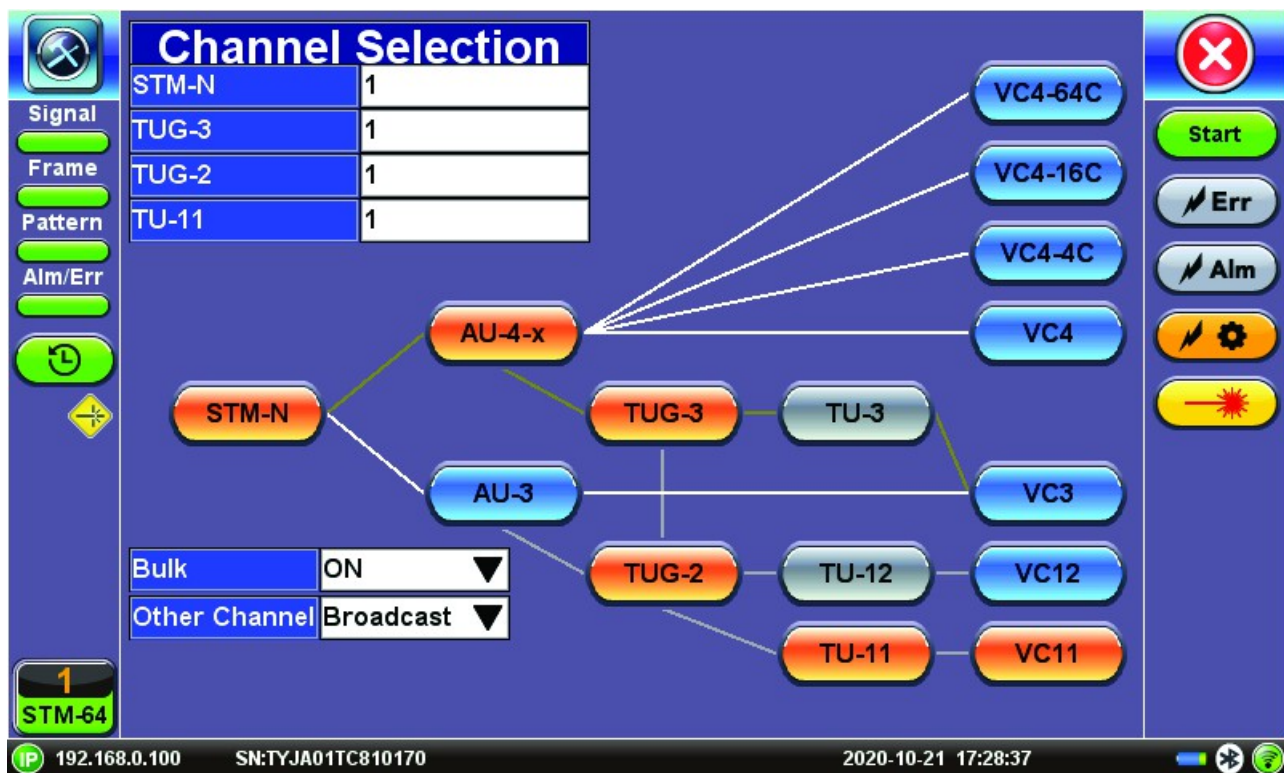 Channel Selection
STM-N 1
TUG-3 1
TUG-2 1
TU-11 1
Signal
Frame
Pattern
Alm/Err
VC4-64C
VC4-16C
VC4-4C
AU-4-x
VC4
STM-N
TUG-3
TU-3
AU-3
VC3
Bulk ON
Other Channel Broadcast
TUG-2
TU-12
VC12
TU-11
VC11
Start
Err
Alm
1
STM-64
IP 192.168.0.100 SN:TYJA01TC810170 2020-10-21 17:28:37